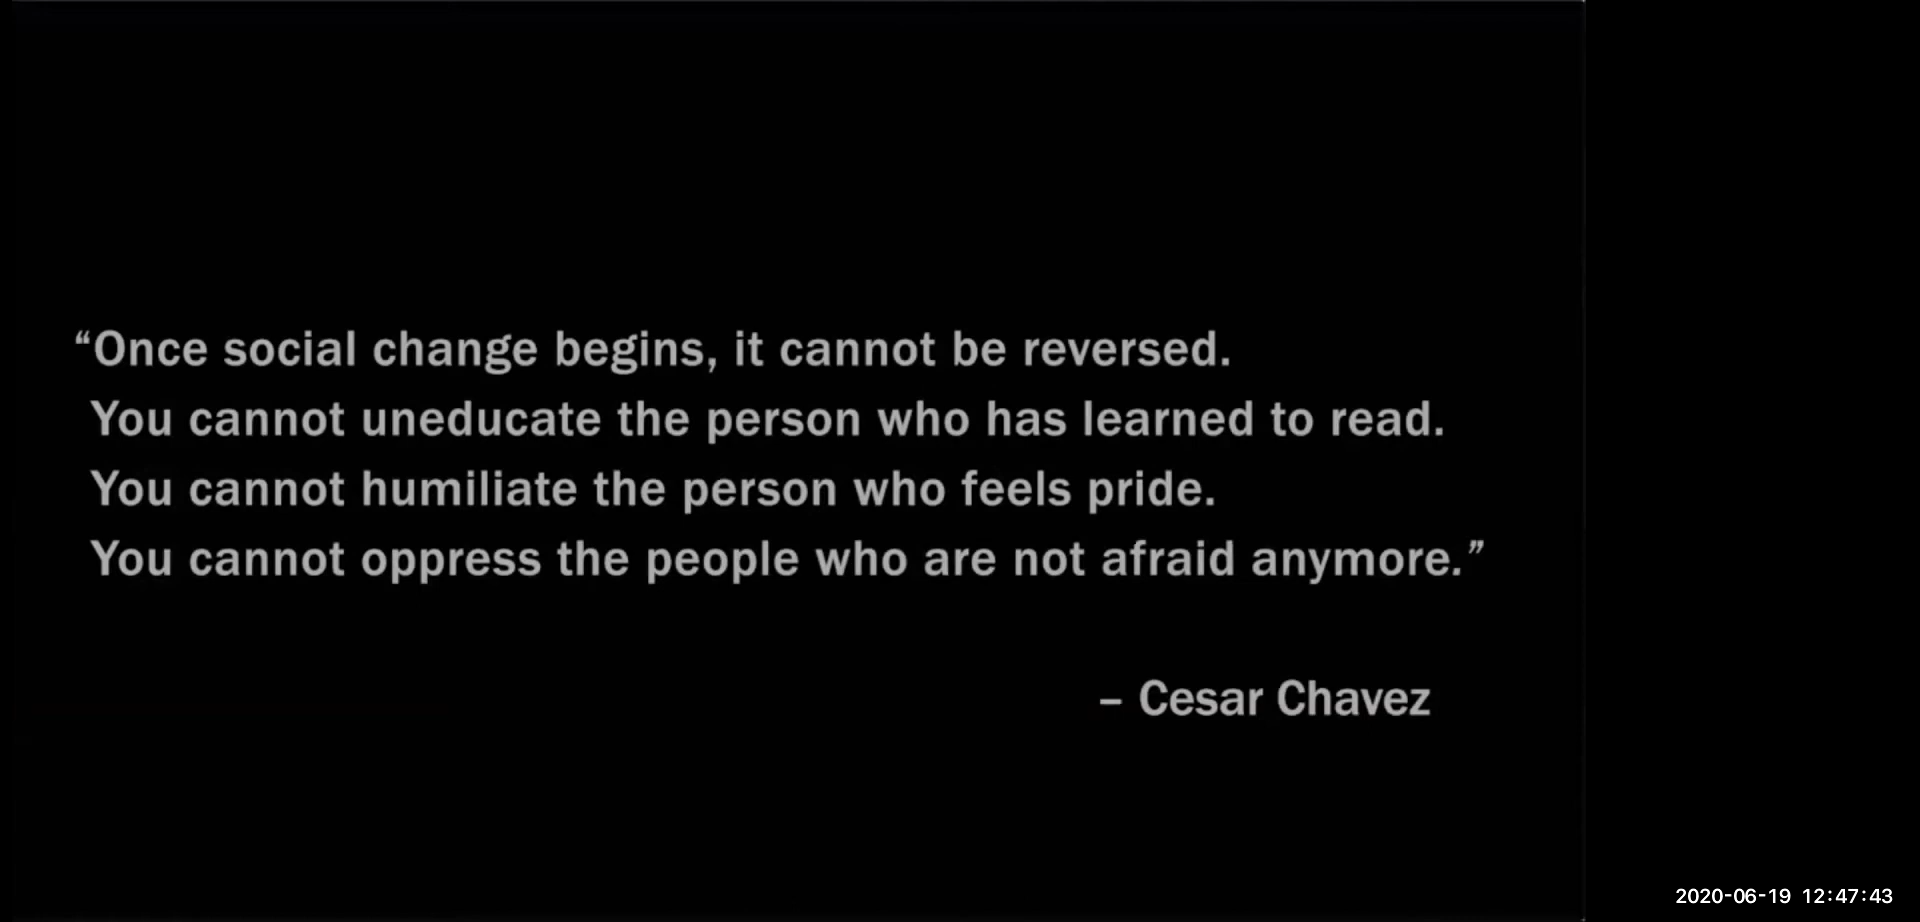 “Once social change begins, it cannot be reversed.
You cannot uneducate the person who has learned to read.
You cannot humiliate the person who feels pride.
You cannot oppress the people who are not afraid anymore.”
– Cesar Chavez
2020-06-19 12:47:43